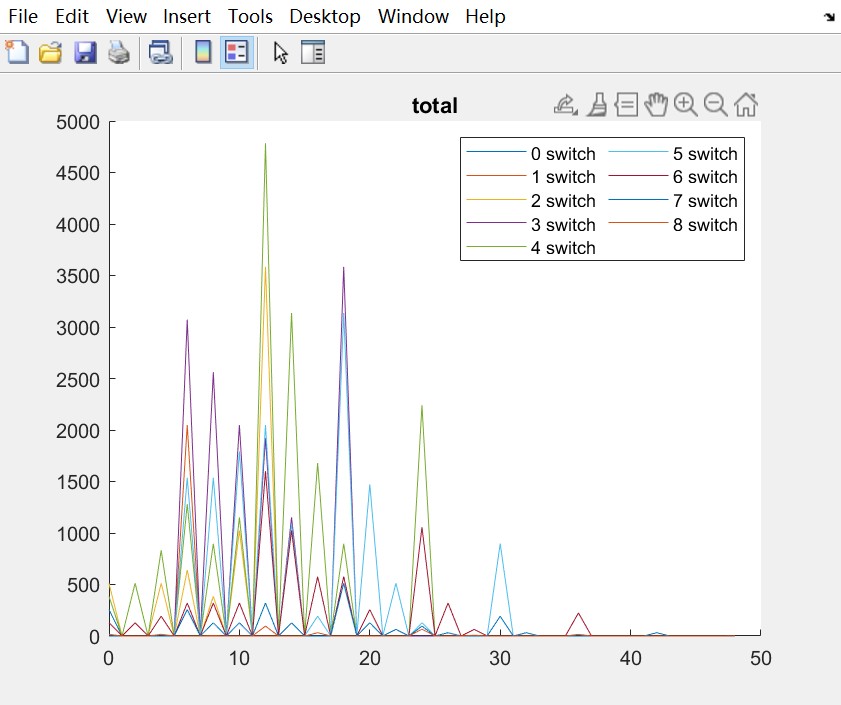 File Edit View Insert Tools Desktop Window Help
total
5000
4500
4000
3500
3000
2500
2000
1500
1000
500
0
0 switch 5 switch
1 switch 6 switch
2 switch 7 switch
3 switch 8 switch
4 switch
0 10 20 30 40 50